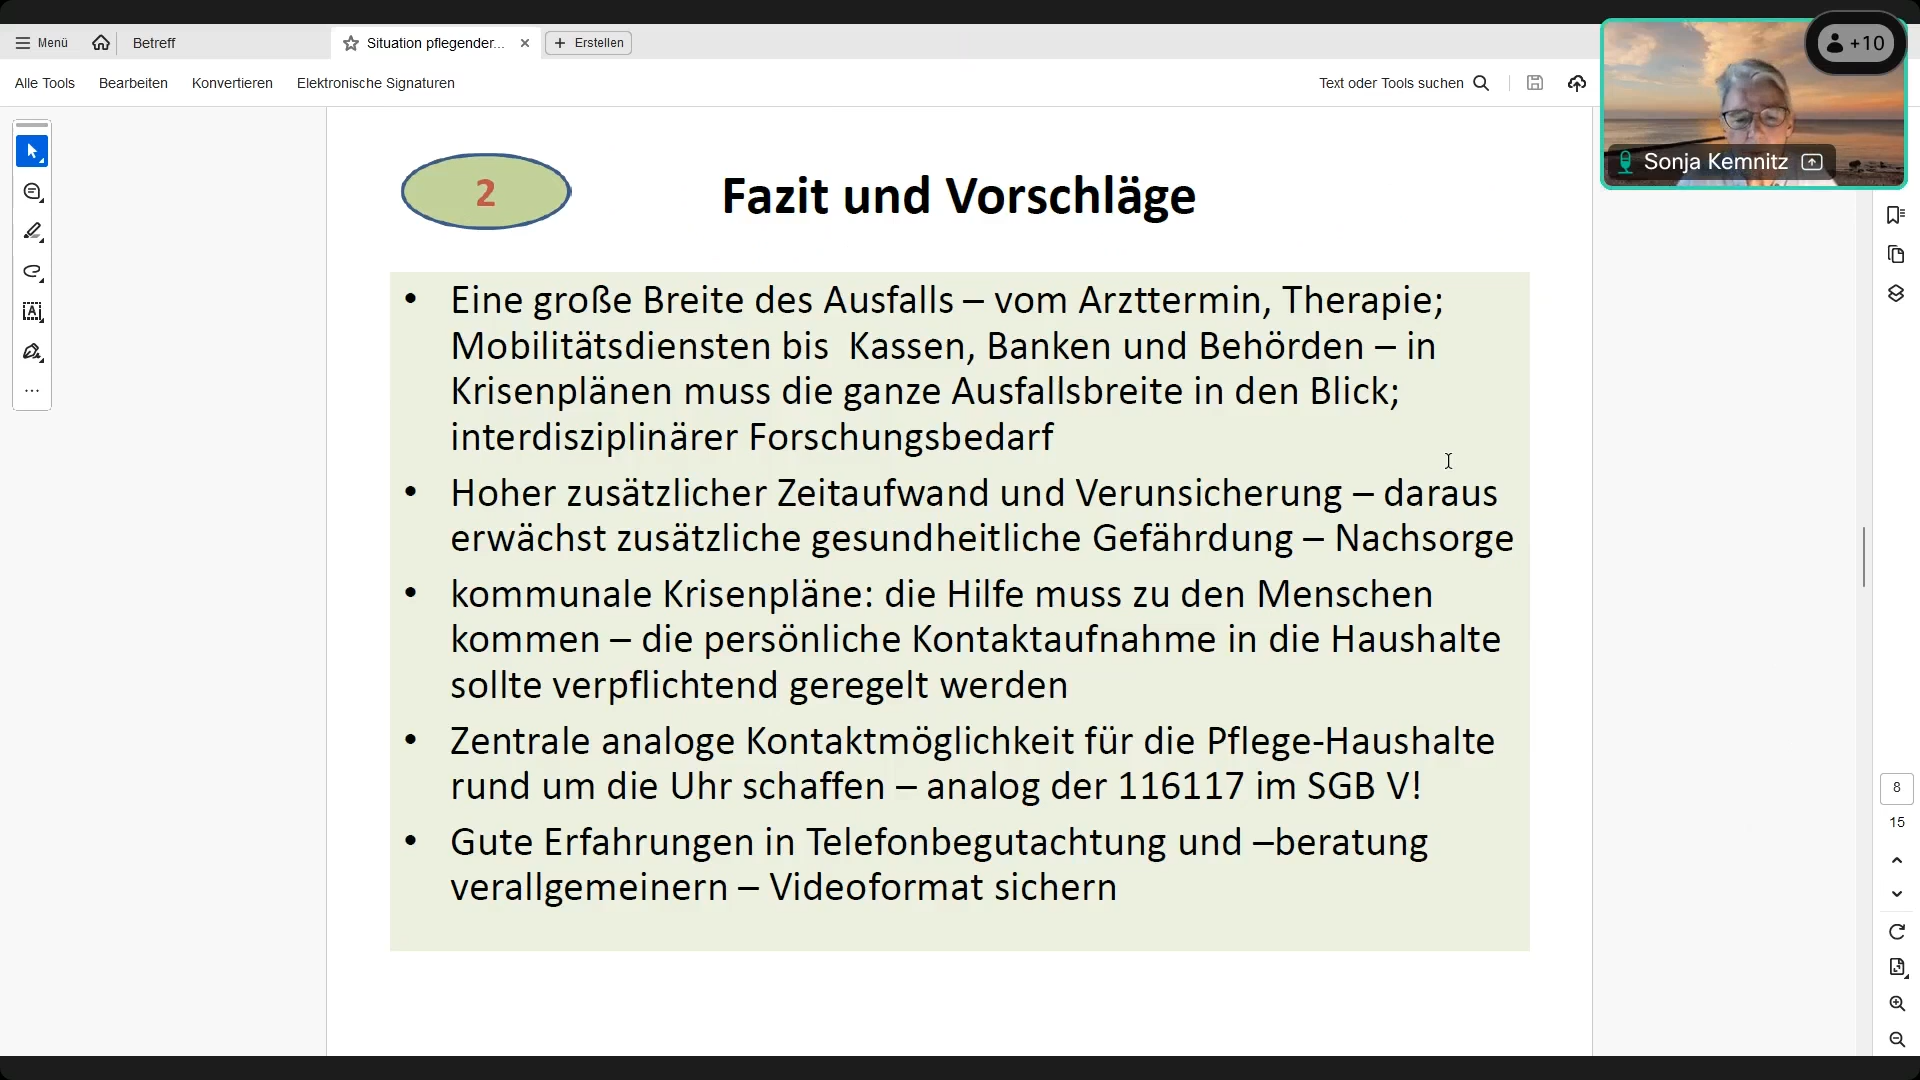 Menü
Betreff
Situation pflegender...
Erstellen
+10
Alle Tools
Bearbeiten
Konvertieren
Elektronische Signaturen
Text oder Tools suchen
Sonja Kemnitz
2
Fazit und Vorschläge
• Eine große Breite des Ausfalls – vom Arzttermin, Therapie;
Mobilitätsdiensten bis Kassen, Banken und Behörden – in
Krisenplänen muss die ganze Ausfallsbreite in den Blick;
interdisziplinärer Forschungsbedarf
• Hoher zusätzlicher Zeitaufwand und Verunsicherung – daraus
erwächst zusätzliche gesundheitliche Gefährdung – Nachsorge
• kommunale Krisenpläne: die Hilfe muss zu den Menschen
kommen – die persönliche Kontaktaufnahme in die Haushalte
sollte verpflichtend geregelt werden
• Zentrale analoge Kontaktmöglichkeit für die Pflege-Haushalte
rund um die Uhr schaffen – analog der 116117 im SGB V!
• Gute Erfahrungen in Telefonbegutachtung und –beratung
verallgemeinern – Videoformat sichern
8
15